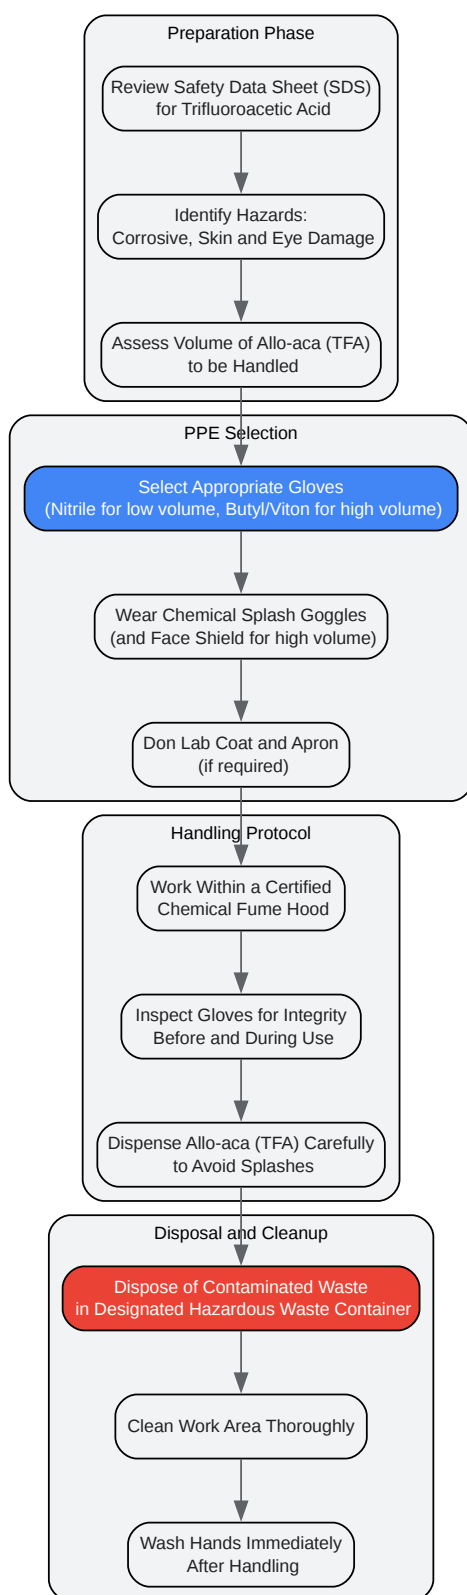 Preparation Phase
Review Safety Data Sheet (SDS)
for Trifluoroacetic Acid
Identify Hazards:
Corrosive, Skin and Eye Damage
Assess Volume of Allo-aca (TFA)
to be Handled
PPE Selection
Select Appropriate Gloves
(Nitrile for low volume, Butyl/Viton for high volume)
Wear Chemical Splash Goggles
(and Face Shield for high volume)
Don Lab Coat and Apron
(if required)
Handling Protocol
Work Within a Certified
Chemical Fume Hood
Inspect Gloves for Integrity
Before and During Use
Dispense Allo-aca (TFA) Carefully
to Avoid Splashes
Disposal and Cleanup
Dispose of Contaminated Waste
in Designated Hazardous Waste Container
Clean Work Area Thoroughly
Wash Hands Immediately
After Handling